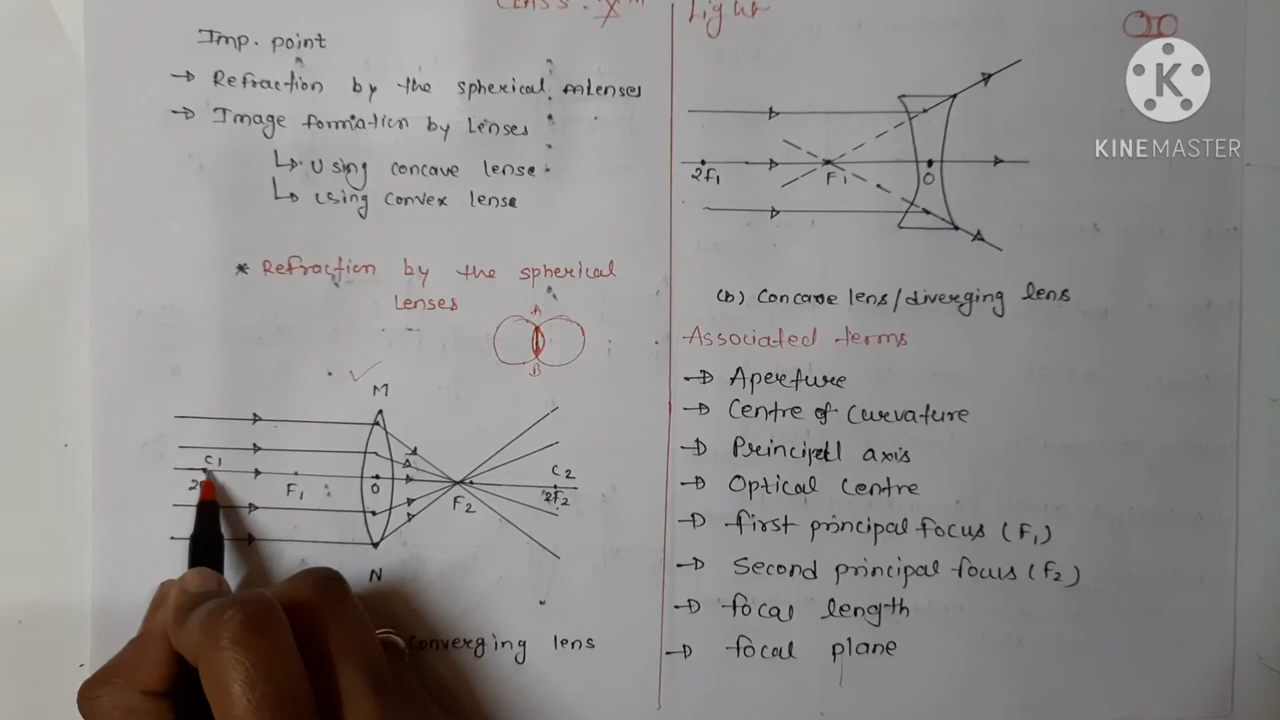 Class: Xth
Light
Imp. point
→ Refraction by the spherical lenses
→ Image formation by Lenses
↳ Using concave lense
↳ using convex lense
* Refraction by the spherical
lenses
A
B
M
C1
F1
O
F2
C2
2F2
N
Converging lens
K
KINEMASTER
2F1
F1
O
(b) Concave lens/diverging lens
Associated terms
→ Aperture
→ Centre of Curvature
→ Principal axis
→ Optical centre
→ first principal focus (F1)
→ Second principal focus (F2)
→ focal length
→ focal plane